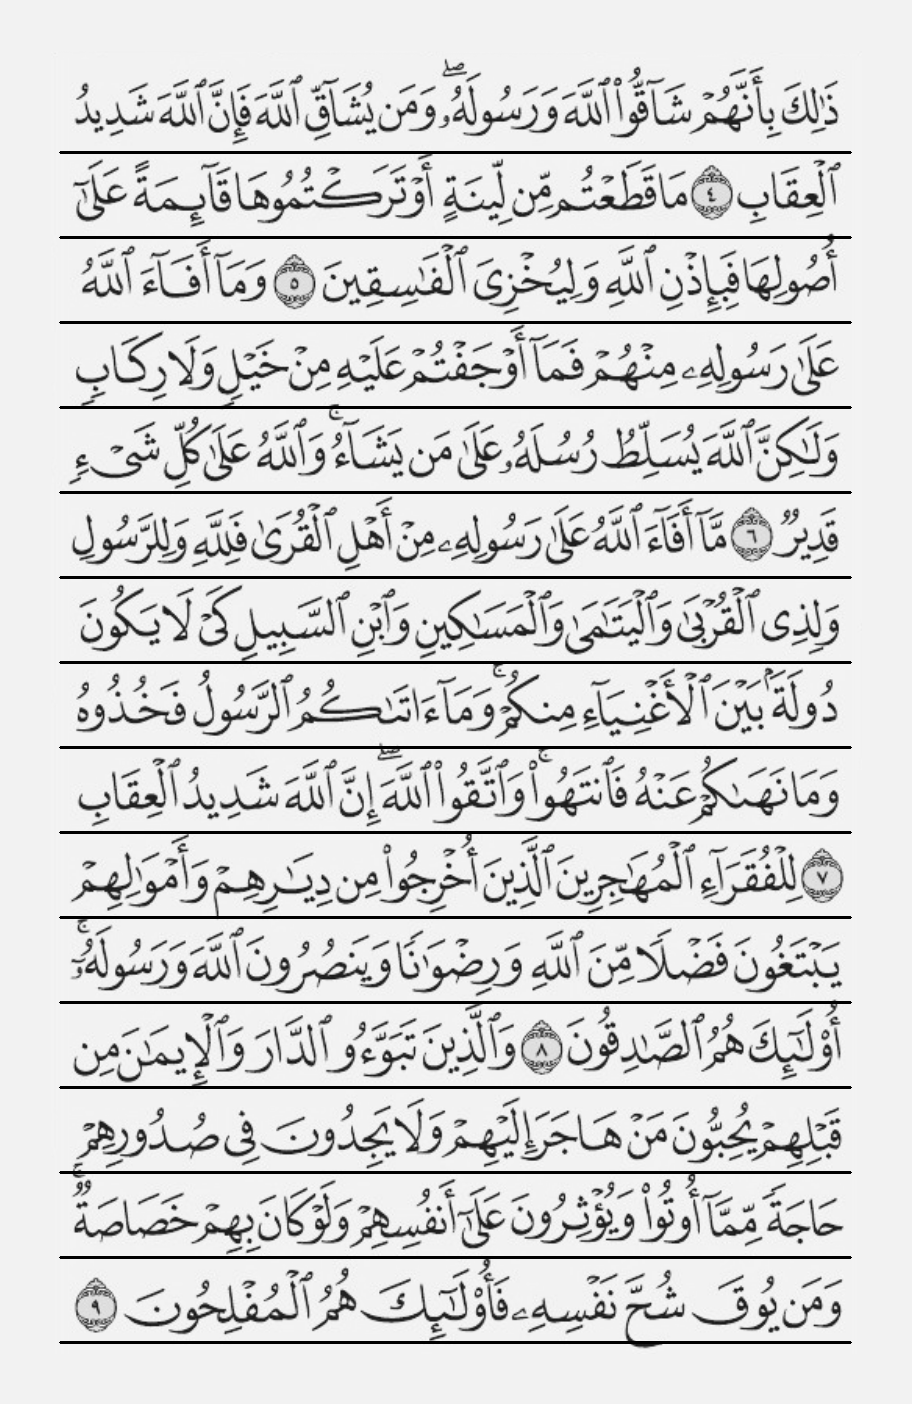 ذَٰلِكَ بِأَنَّهُمْ شَآقُّوا۟ ٱللَّهَ وَرَسُولَهُۥ ۖ وَمَن يُشَآقِّ ٱللَّهَ فَإِنَّ ٱللَّهَ شَدِيدُ
ٱلْعِقَابِ ٤ مَا قَطَعْتُم مِّن لِّينَةٍ أَوْ تَرَكْتُمُوهَا قَآئِمَةً عَلَىٰٓ
أُصُولِهَا فَبِإِذْنِ ٱللَّهِ وَلِيُخْزِىَ ٱلْفَـٰسِقِينَ ٥ وَمَآ أَفَآءَ ٱللَّهُ
عَلَىٰ رَسُولِهِۦ مِنْهُمْ فَمَآ أَوْجَفْتُمْ عَلَيْهِ مِنْ خَيْلٍ وَلَا رِكَابٍ
وَلَـٰكِنَّ ٱللَّهَ يُسَلِّطُ رُسُلَهُۥ عَلَىٰ مَن يَشَآءُ ۚ وَٱللَّهُ عَلَىٰ كُلِّ شَىْءٍ
قَدِيرٌ ٦ مَّآ أَفَآءَ ٱللَّهُ عَلَىٰ رَسُولِهِۦ مِنْ أَهْلِ ٱلْقُرَىٰ فَلِلَّهِ وَلِلرَّسُولِ
وَلِذِى ٱلْقُرْبَىٰ وَٱلْيَتَـٰمَىٰ وَٱلْمَسَـٰكِينِ وَٱبْنِ ٱلسَّبِيلِ كَىْ لَا يَكُونَ
دُولَةًۢ بَيْنَ ٱلْأَغْنِيَآءِ مِنكُمْ ۚ وَمَآ ءَاتَىٰكُمُ ٱلرَّسُولُ فَخُذُوهُ
وَمَا نَهَىٰكُمْ عَنْهُ فَٱنتَهُوا۟ ۚ وَٱتَّقُوا۟ ٱللَّهَ ۖ إِنَّ ٱللَّهَ شَدِيدُ ٱلْعِقَابِ
٧ لِلْفُقَرَآءِ ٱلْمُهَـٰجِرِينَ ٱلَّذِينَ أُخْرِجُوا۟ مِن دِيَـٰرِهِمْ وَأَمْوَٰلِهِمْ
يَبْتَغُونَ فَضْلًا مِّنَ ٱللَّهِ وَرِضْوَٰنًا وَيَنصُرُونَ ٱللَّهَ وَرَسُولَهُۥٓ ۚ
أُو۟لَـٰٓئِكَ هُمُ ٱلصَّـٰدِقُونَ ٨ وَٱلَّذِينَ تَبَوَّءُو ٱلدَّارَ وَٱلْإِيمَـٰنَ مِن
قَبْلِهِمْ يُحِبُّونَ مَنْ هَاجَرَ إِلَيْهِمْ وَلَا يَجِدُونَ فِى صُدُورِهِمْ
حَاجَةً مِّمَّآ أُوتُوا۟ وَيُؤْثِرُونَ عَلَىٰٓ أَنفُسِهِمْ وَلَوْ كَانَ بِهِمْ خَصَاصَةٌ ۚ
وَمَن يُوقَ شُحَّ نَفْسِهِۦ فَأُو۟لَـٰٓئِكَ هُمُ ٱلْمُفْلِحُونَ ٩